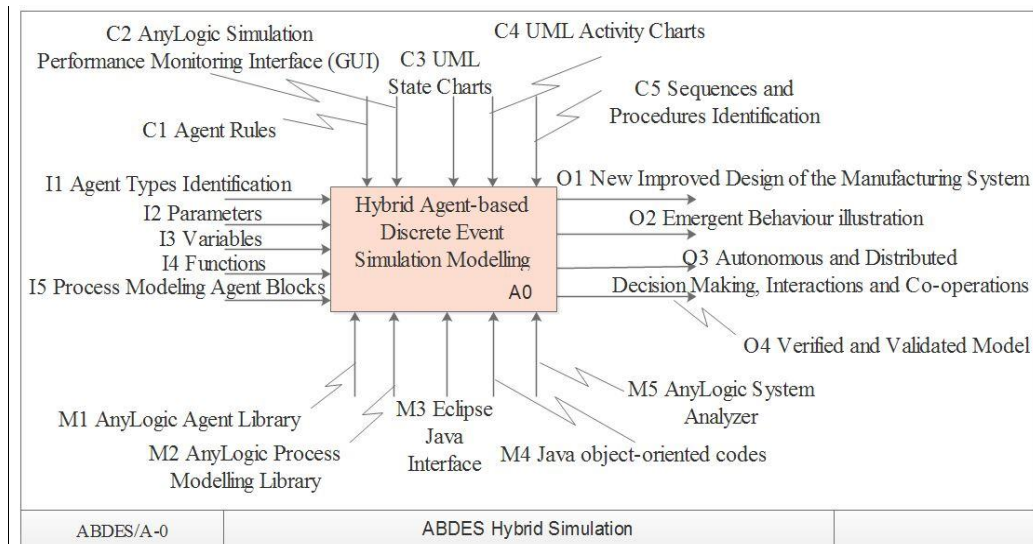 C2 AnyLogic Simulation
Performance Monitoring Interface (GUI)
C3 UML
State Charts
C4 UML Activity Charts
C5 Sequences and
Procedures Identification
C1 Agent Rules
I1 Agent Types Identification
I2 Parameters
I3 Variables
I4 Functions
I5 Process Modeling Agent Blocks
Hybrid Agent-based
Discrete Event
Simulation Modelling
A0
O1 New Improved Design of the Manufacturing System
O2 Emergent Behaviour illustration
O3 Autonomous and Distributed
Decision Making, Interactions and Co-operations
O4 Verified and Validated Model
M1 AnyLogic Agent Library
M2 AnyLogic Process
Modelling Library
M3 Eclipse
Java
Interface
M4 Java object-oriented codes
M5 AnyLogic System
Analyzer
ABDES/A-0
ABDES Hybrid Simulation